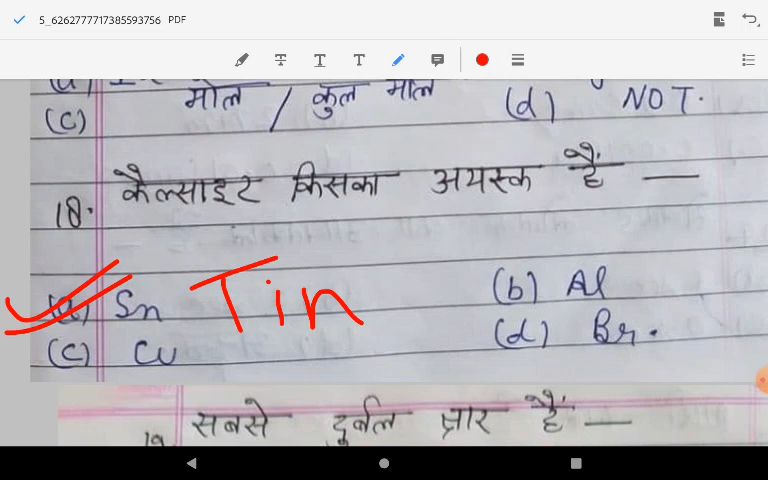 5_6262777717385593756 PDF
(c) मोल / कुल मोल (d) NOT.
18. कैल्साइट किसका अयस्क है —
(a) Sn Tin (b) Al
(c) Cu (d) Br.
सबसे दुर्बल क्षार है —